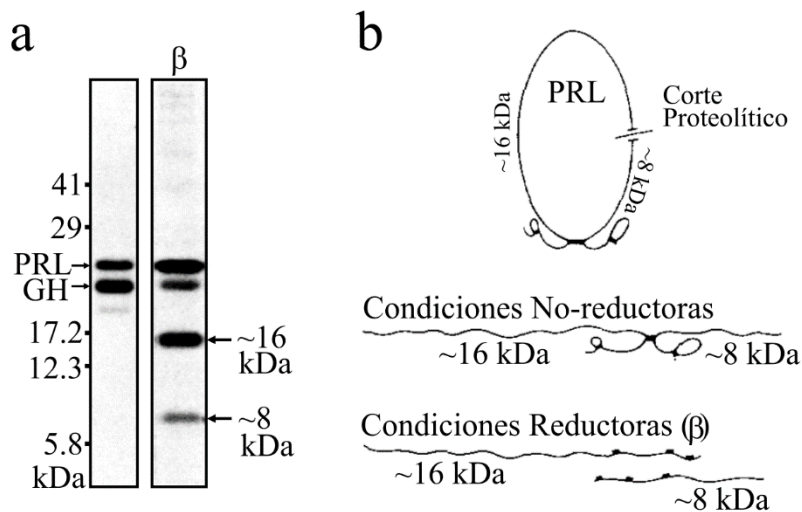 a
β
41
29
PRL
GH
17.2
12.3
5.8
kDa
~16
kDa
~8
kDa
b
PRL
~16 kDa
Corte
Proteolítico
~8 kDa
Condiciones No-reductoras
~16 kDa
~8 kDa
Condiciones Reductoras (β)
~16 kDa
~8 kDa